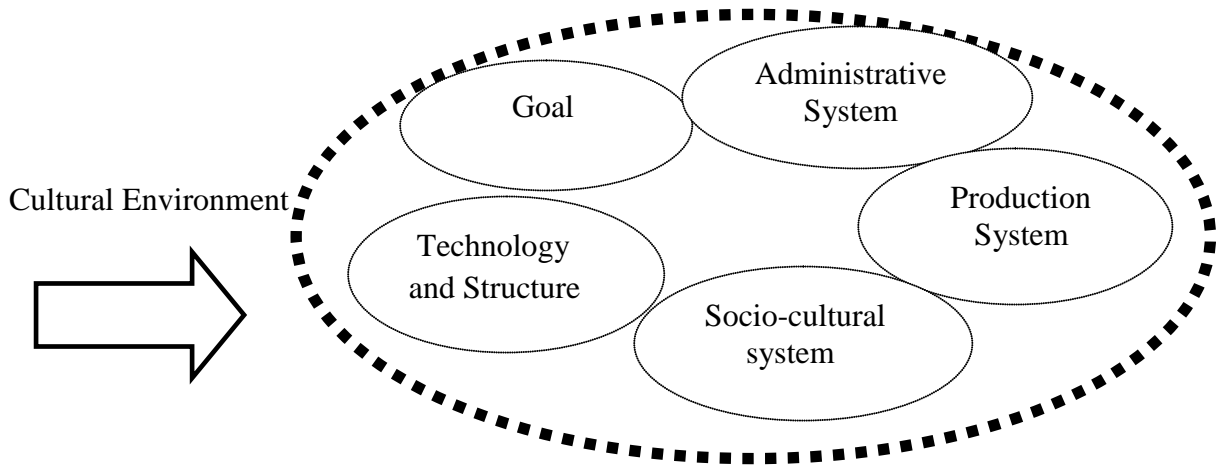 Cultural Environment
Goal
Administrative
System
Production
System
Technology
and Structure
Socio-cultural
system